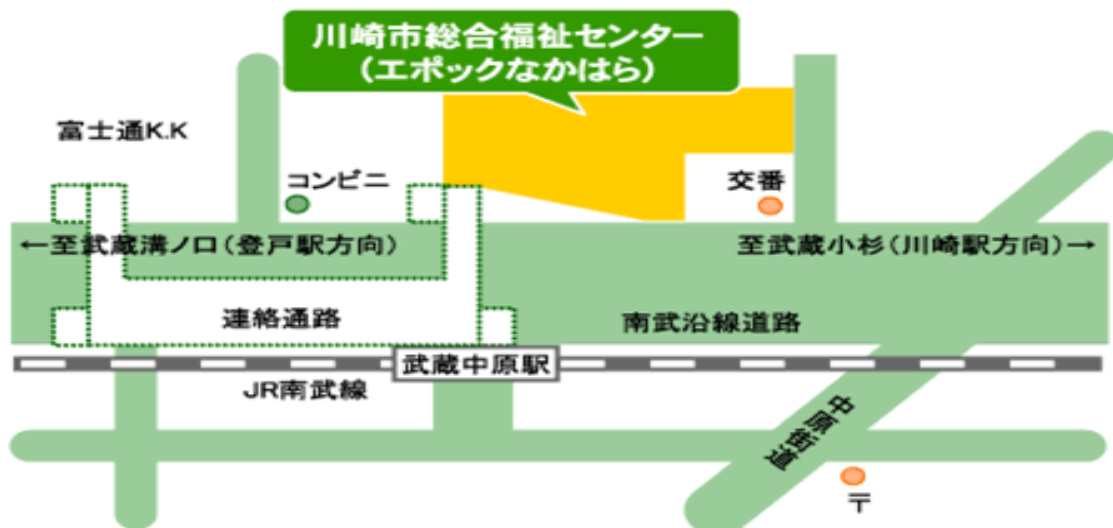 川崎市総合福祉センター
(エポックなかはら)
富士通K.K
コンビニ
交番
←至武蔵溝ノ口(登戸駅方向)
至武蔵小杉(川崎駅方向)→
連絡通路
南武沿線道路
武蔵中原駅
JR南武線
中原街道
〒